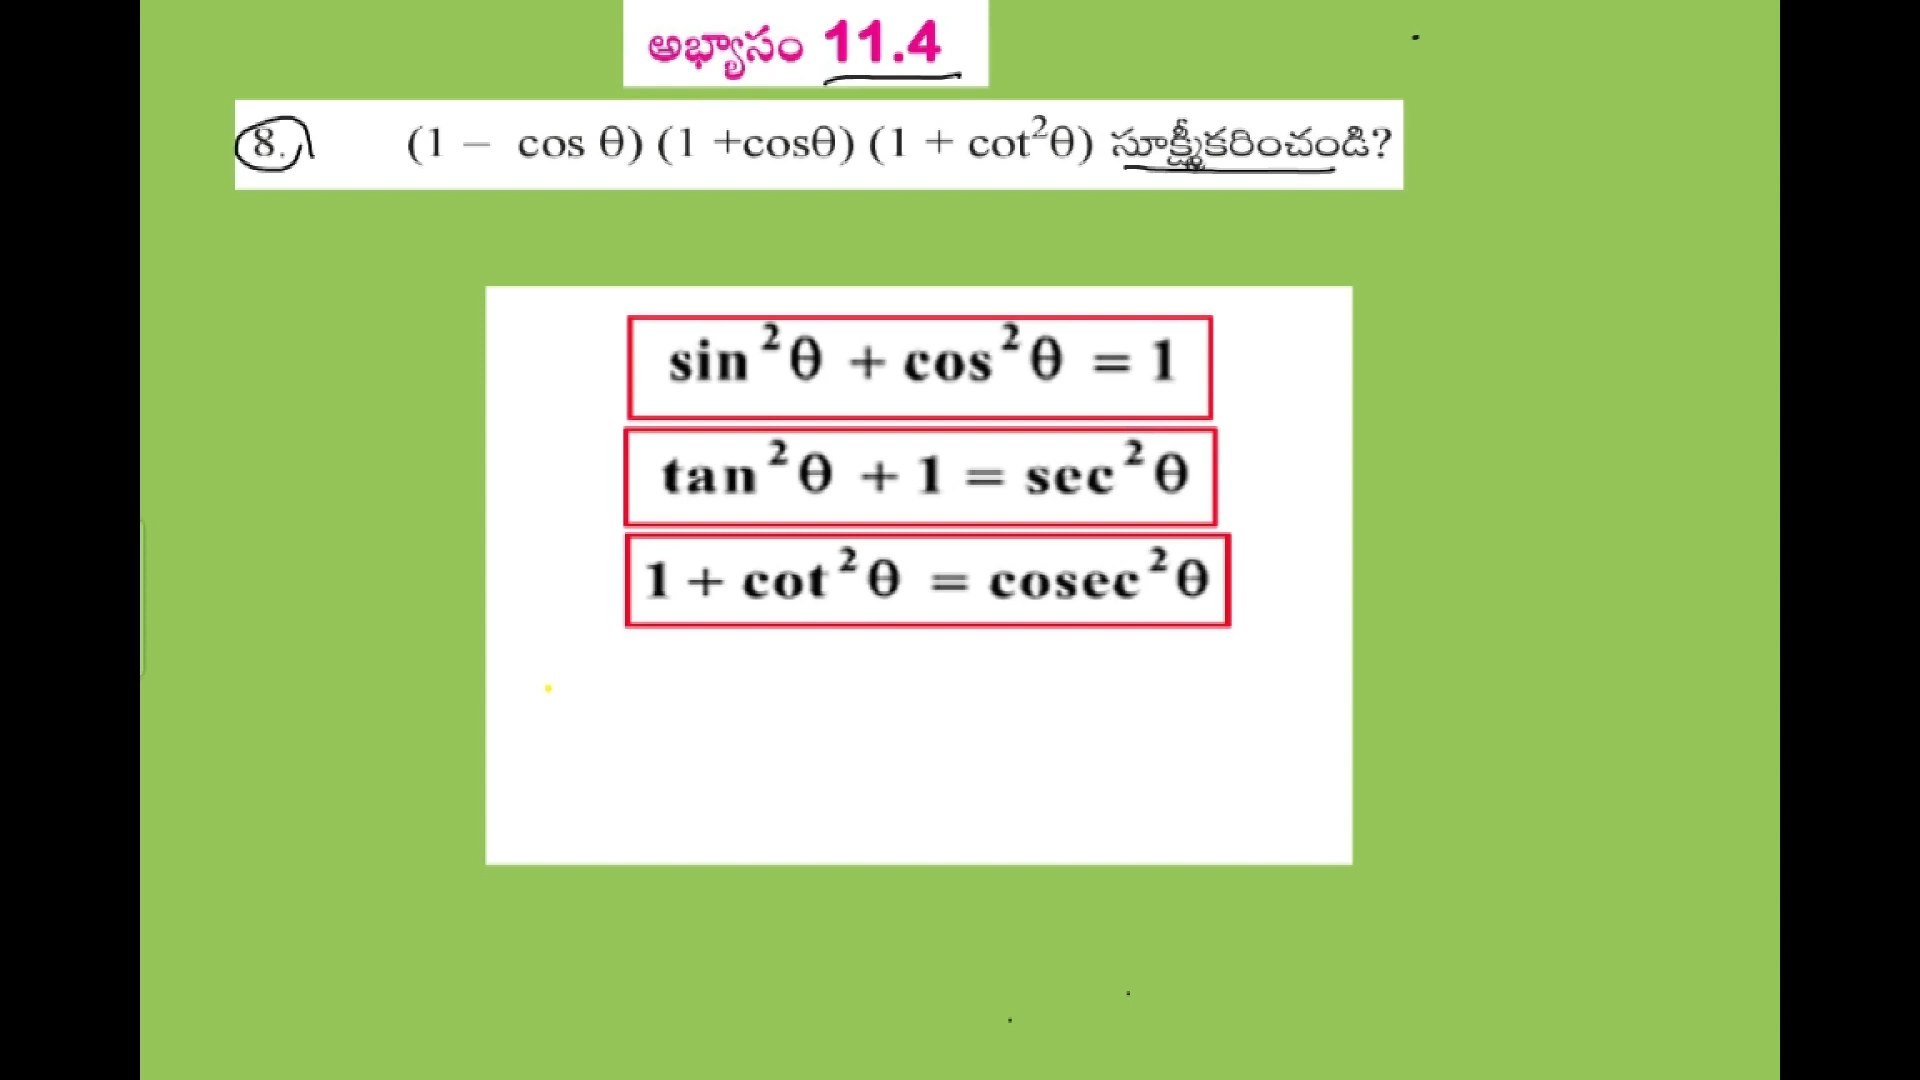 అభ్యాసం 11.4
8. (1 – cos θ) (1 +cosθ) (1 + cot²θ) సూక్ష్మీకరించండి?
sin²θ + cos²θ = 1
tan²θ + 1 = sec²θ
1 + cot²θ = cosec²θ